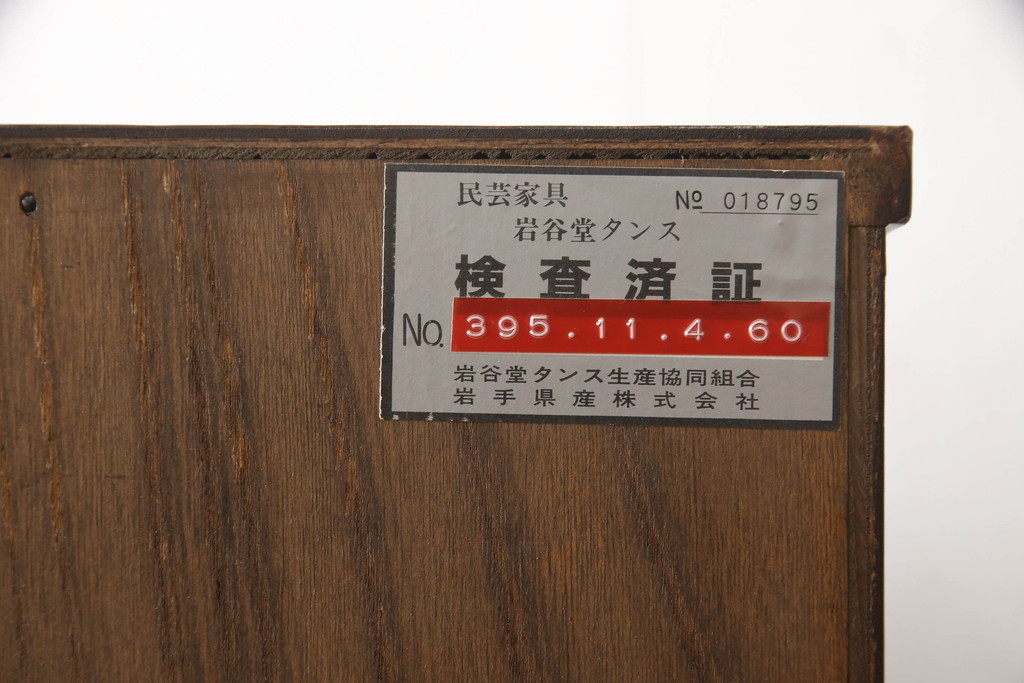 民芸家具
№ 018795
岩谷堂タンス
検査済証
No. 395.11.4.60
岩谷堂タンス生産協同組合
岩手県産株式会社